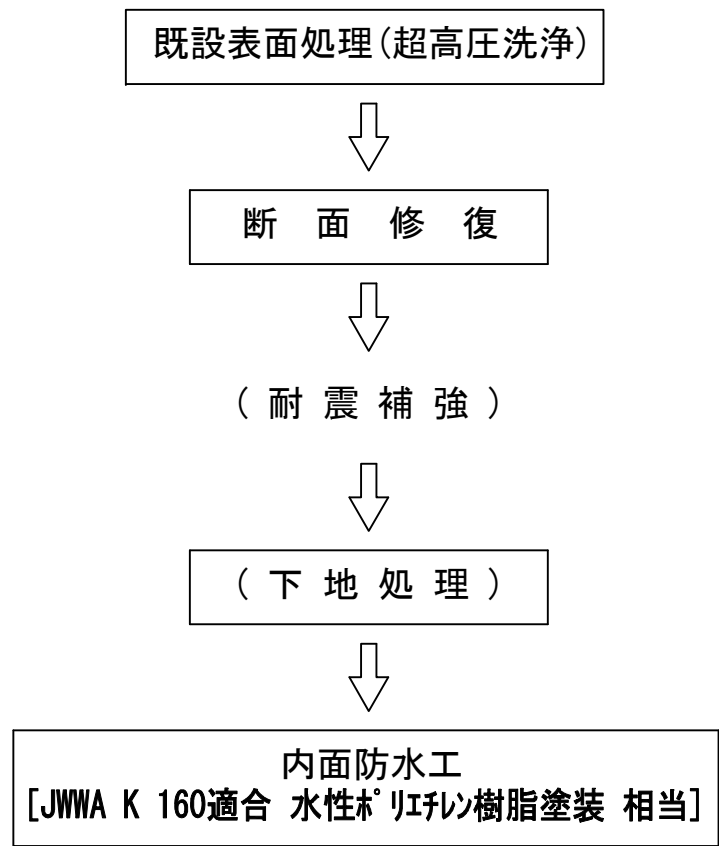 既設表面処理(超高圧洗浄)
断　面　修　復
( 耐 震 補 強 )
( 下 地 処 理 )
内面防水工
[JWWA K 160適合 水性ﾎﾟﾘｴﾁﾚﾝ樹脂塗装 相当]